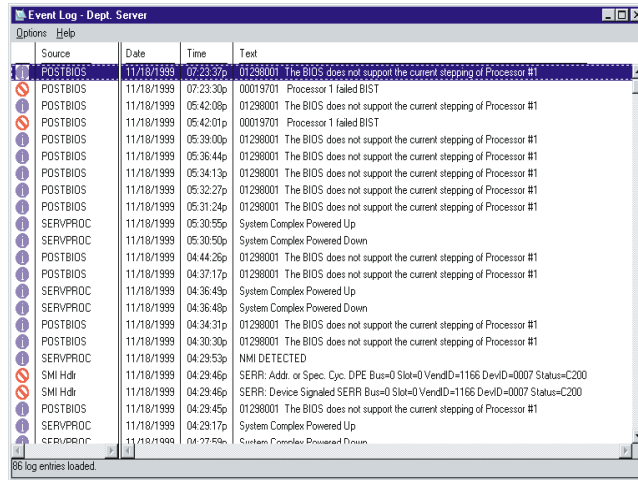 Event Log - Dept. Server
Options Help
Source Date Time Text
POSTBIOS 11/18/1999 07:23:37p 01298001 The BIOS does not support the current stepping of Processor #1
POSTBIOS 11/18/1999 07:23:30p 00019701 Processor 1 failed BIST
POSTBIOS 11/18/1999 05:42:08p 01298001 The BIOS does not support the current stepping of Processor #1
POSTBIOS 11/18/1999 05:42:01p 00019701 Processor 1 failed BIST
POSTBIOS 11/18/1999 05:39:00p 01298001 The BIOS does not support the current stepping of Processor #1
POSTBIOS 11/18/1999 05:36:44p 01298001 The BIOS does not support the current stepping of Processor #1
POSTBIOS 11/18/1999 05:34:13p 01298001 The BIOS does not support the current stepping of Processor #1
POSTBIOS 11/18/1999 05:32:27p 01298001 The BIOS does not support the current stepping of Processor #1
POSTBIOS 11/18/1999 05:31:24p 01298001 The BIOS does not support the current stepping of Processor #1
SERVPROC 11/18/1999 05:30:55p System Complex Powered Up
SERVPROC 11/18/1999 05:30:50p System Complex Powered Down
POSTBIOS 11/18/1999 04:44:26p 01298001 The BIOS does not support the current stepping of Processor #1
POSTBIOS 11/18/1999 04:37:17p 01298001 The BIOS does not support the current stepping of Processor #1
SERVPROC 11/18/1999 04:36:49p System Complex Powered Up
SERVPROC 11/18/1999 04:36:48p System Complex Powered Down
POSTBIOS 11/18/1999 04:34:31p 01298001 The BIOS does not support the current stepping of Processor #1
POSTBIOS 11/18/1999 04:30:30p 01298001 The BIOS does not support the current stepping of Processor #1
SERVPROC 11/18/1999 04:29:53p NMI DETECTED
SMI Hdlr 11/18/1999 04:29:46p SERR: Addr. or Spec. Cyc. DPE Bus=0 Slot=0 VendID=1166 DevID=0007 Status=C200
SMI Hdlr 11/18/1999 04:29:46p SERR: Device Signaled SERR Bus=0 Slot=0 VendID=1166 DevID=0007 Status=C200
POSTBIOS 11/18/1999 04:29:45p 01298001 The BIOS does not support the current stepping of Processor #1
SERVPROC 11/18/1999 04:29:17p System Complex Powered Up
SERVPROC 11/18/1999 04:27:59p System Complex Powered Down
86 log entries loaded.